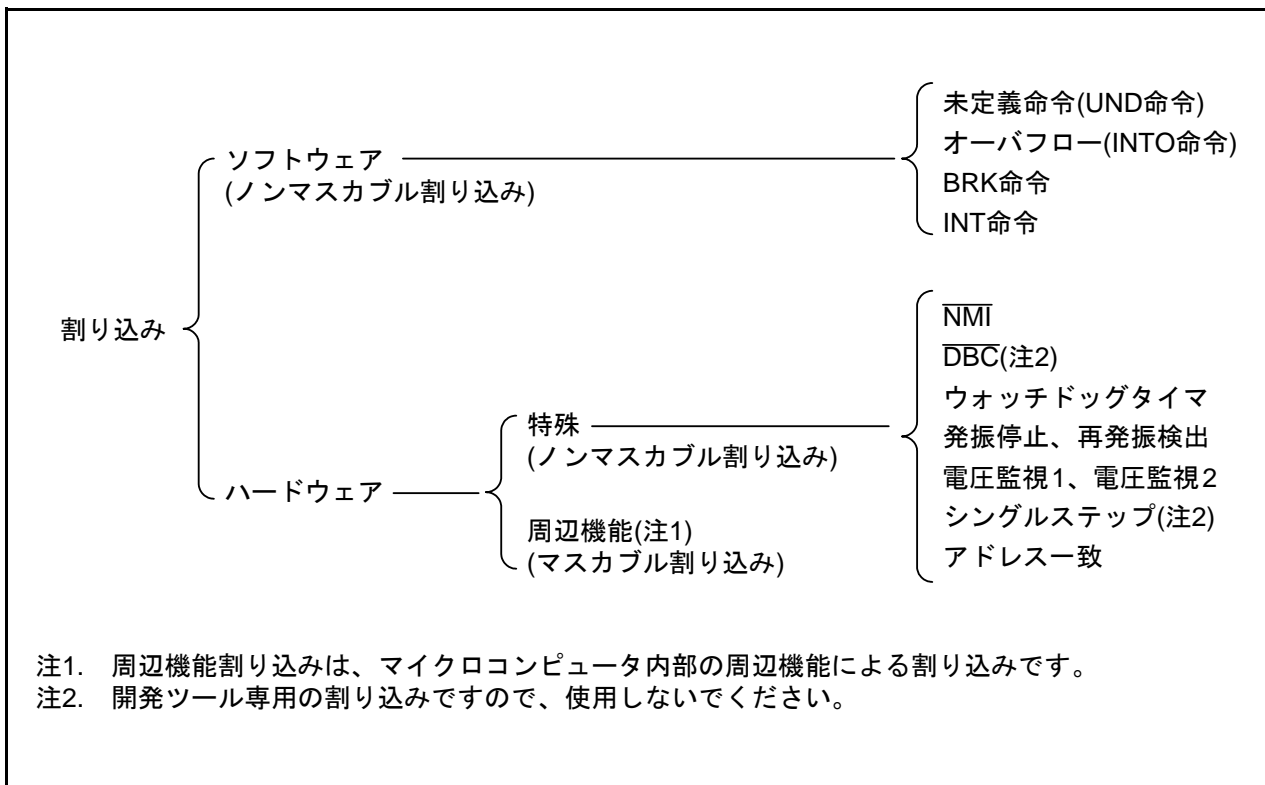 未定義命令(UND命令)
オーバフロー(INTO命令)
BRK命令
INT命令
ソフトウェア
(ノンマスカブル割り込み)
割り込み
NMI
DBC(注2)
ウォッチドッグタイマ
発振停止、再発振検出
電圧監視1、電圧監視2
シングルステップ(注2)
アドレス一致
特殊
(ノンマスカブル割り込み)
ハードウェア
周辺機能(注1)
(マスカブル割り込み)
注1. 周辺機能割り込みは、マイクロコンピュータ内部の周辺機能による割り込みです。
注2. 開発ツール専用の割り込みですので、使用しないでください。